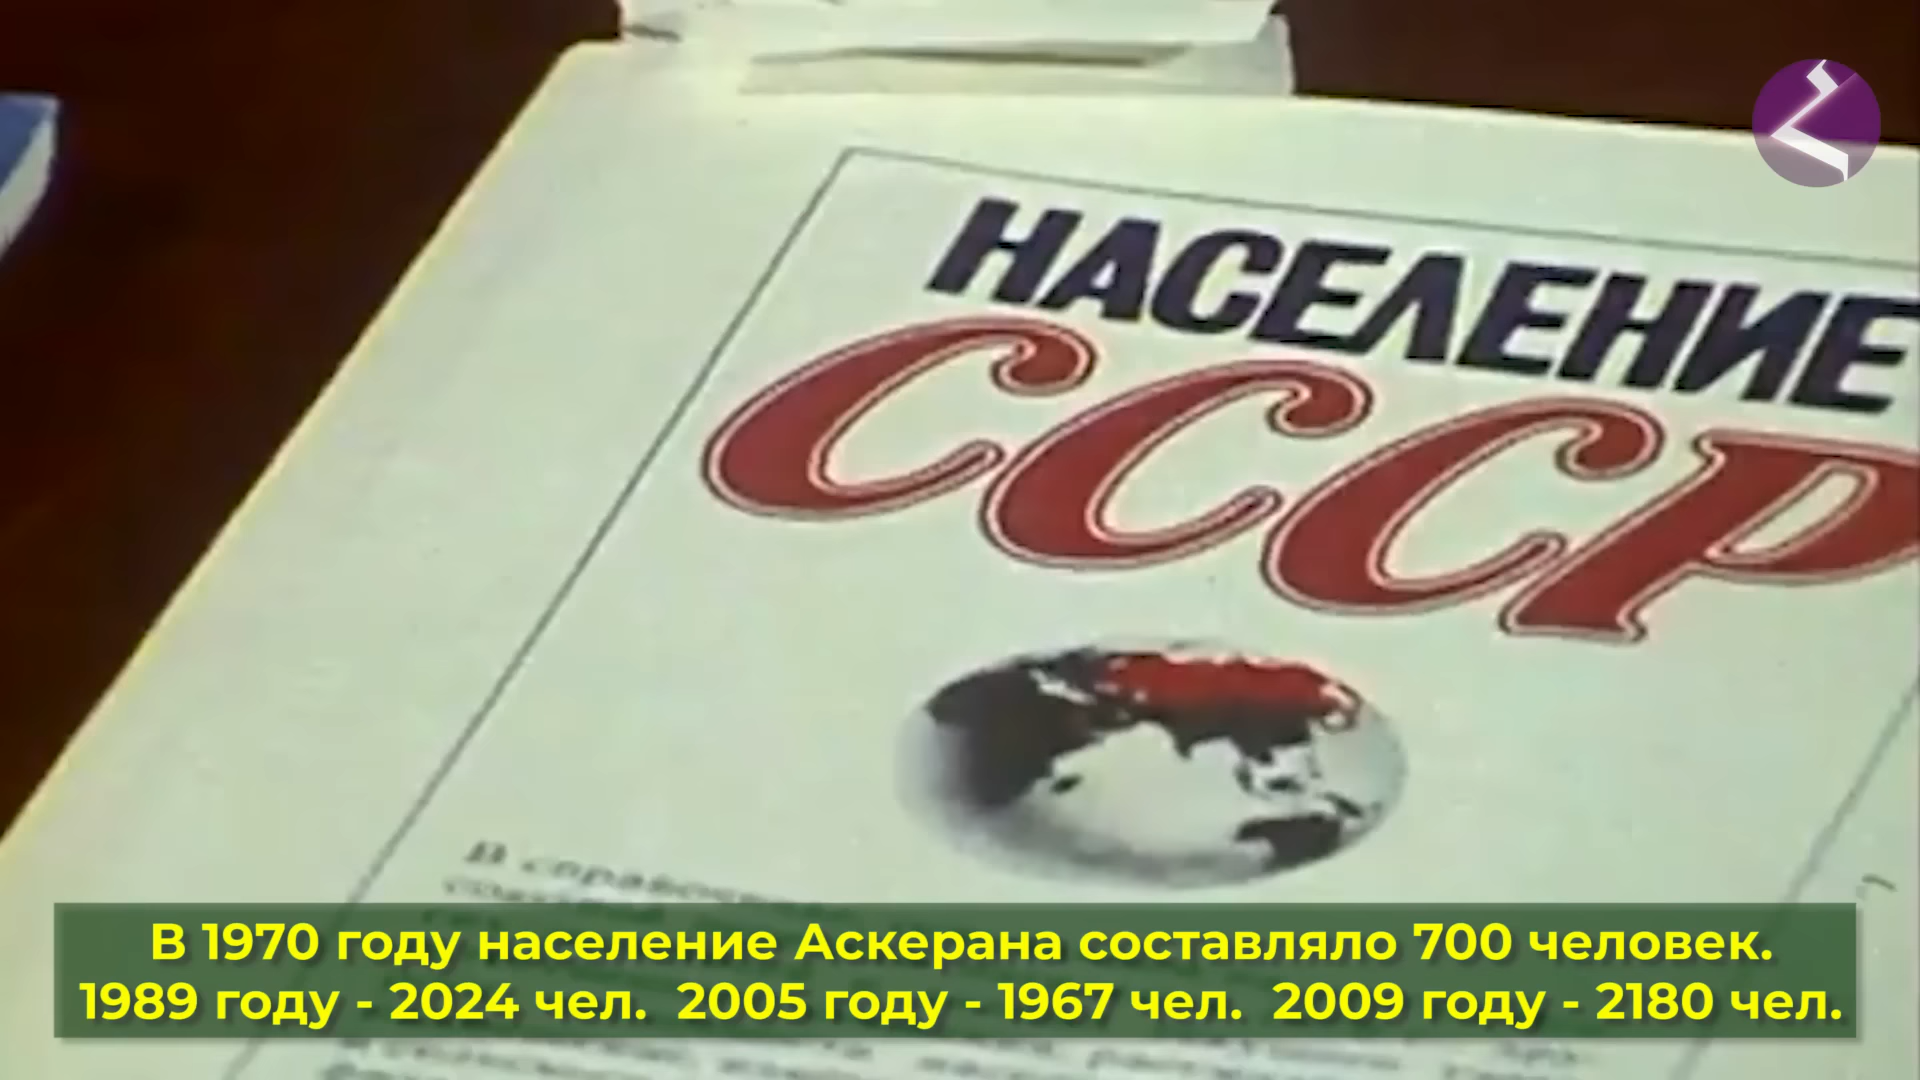 НАСЕЛЕНИЕ
СССР
В справочнике
В 1970 году население Аскерана составляло 700 человек.
1989 году - 2024 чел. 2005 году - 1967 чел. 2009 году - 2180 чел.